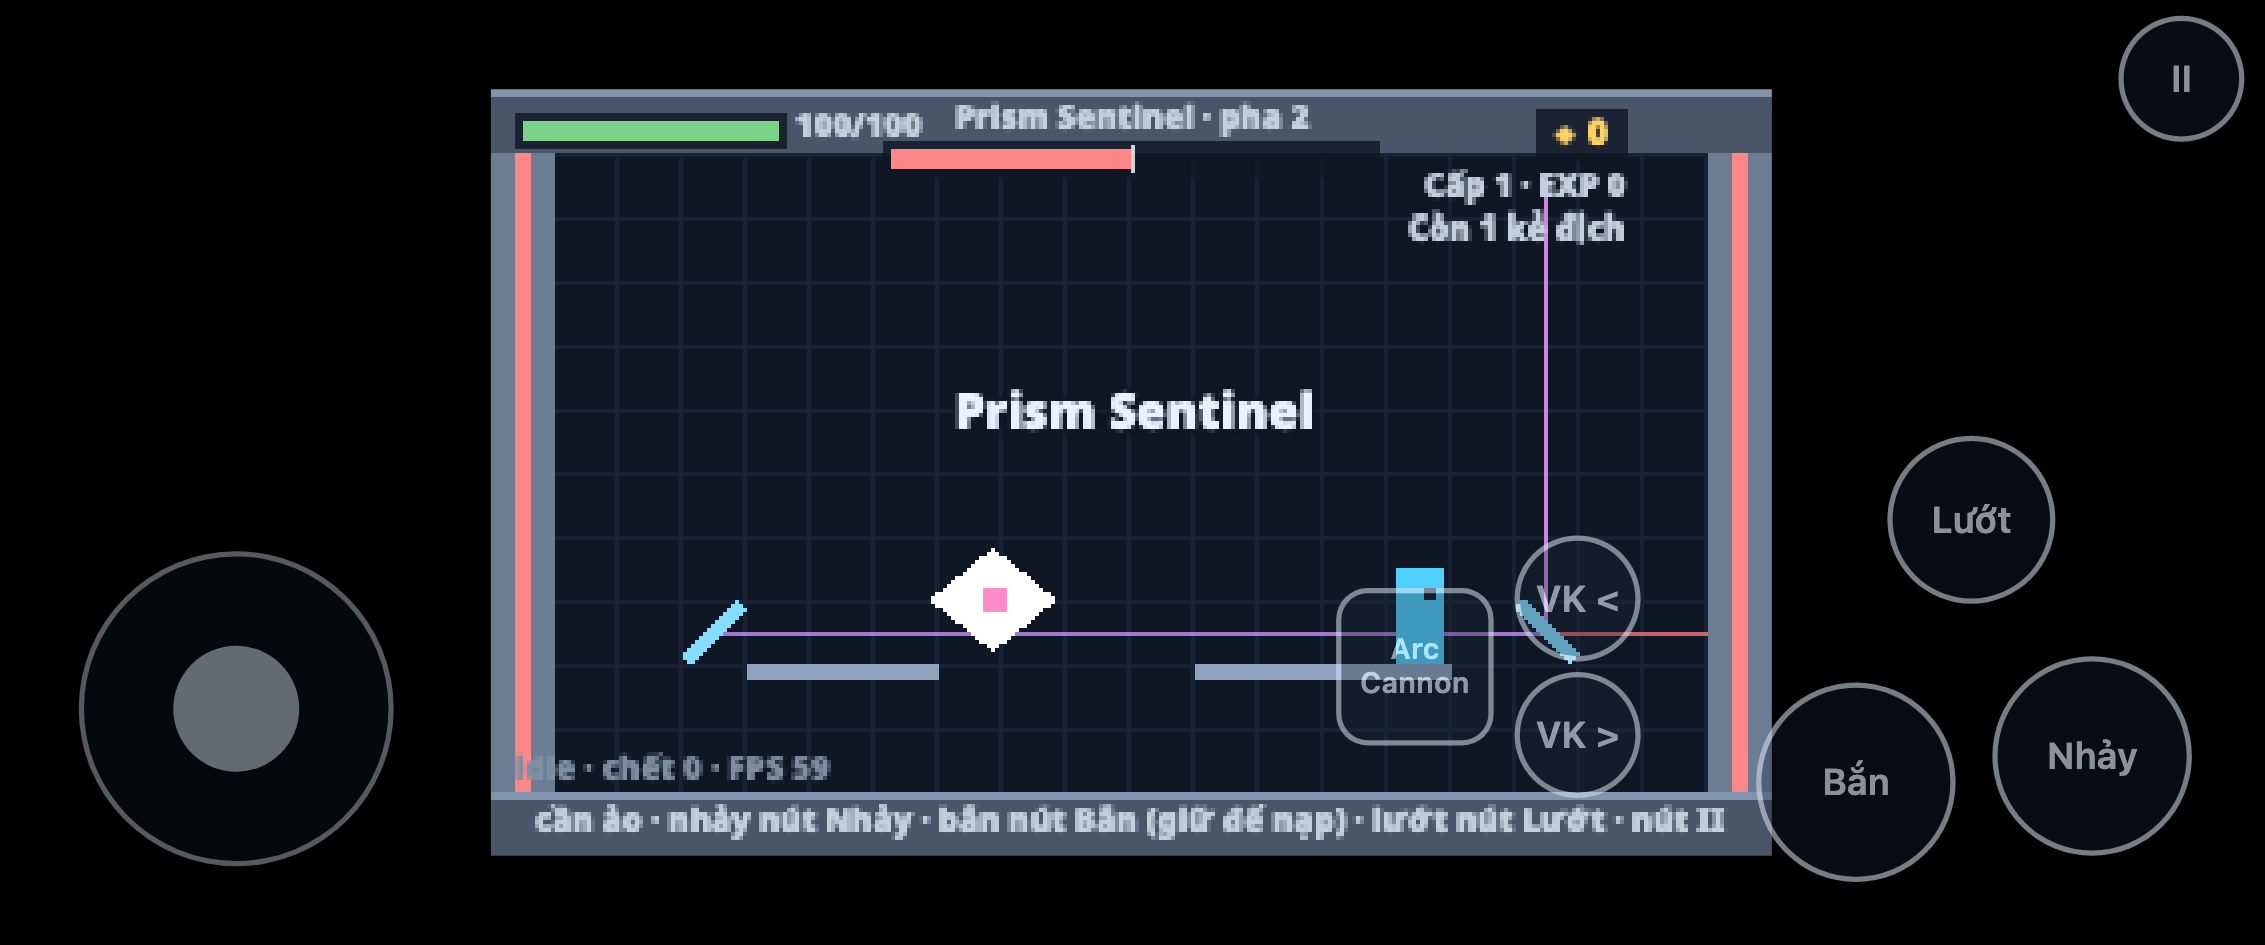 II
100/100
Prism Sentinel · pha 2
0
Cấp 1 · EXP 0
Còn 1 kẻ địch
Prism Sentinel
Lướt
VK <
Arc
Cannon
VK >
Bắn
Nhảy
Idle · chết 0 · FPS 59
cần ảo · nhảy nút Nhảy · bắn nút Bắn (giữ để nạp) · lướt nút Lướt · nút II